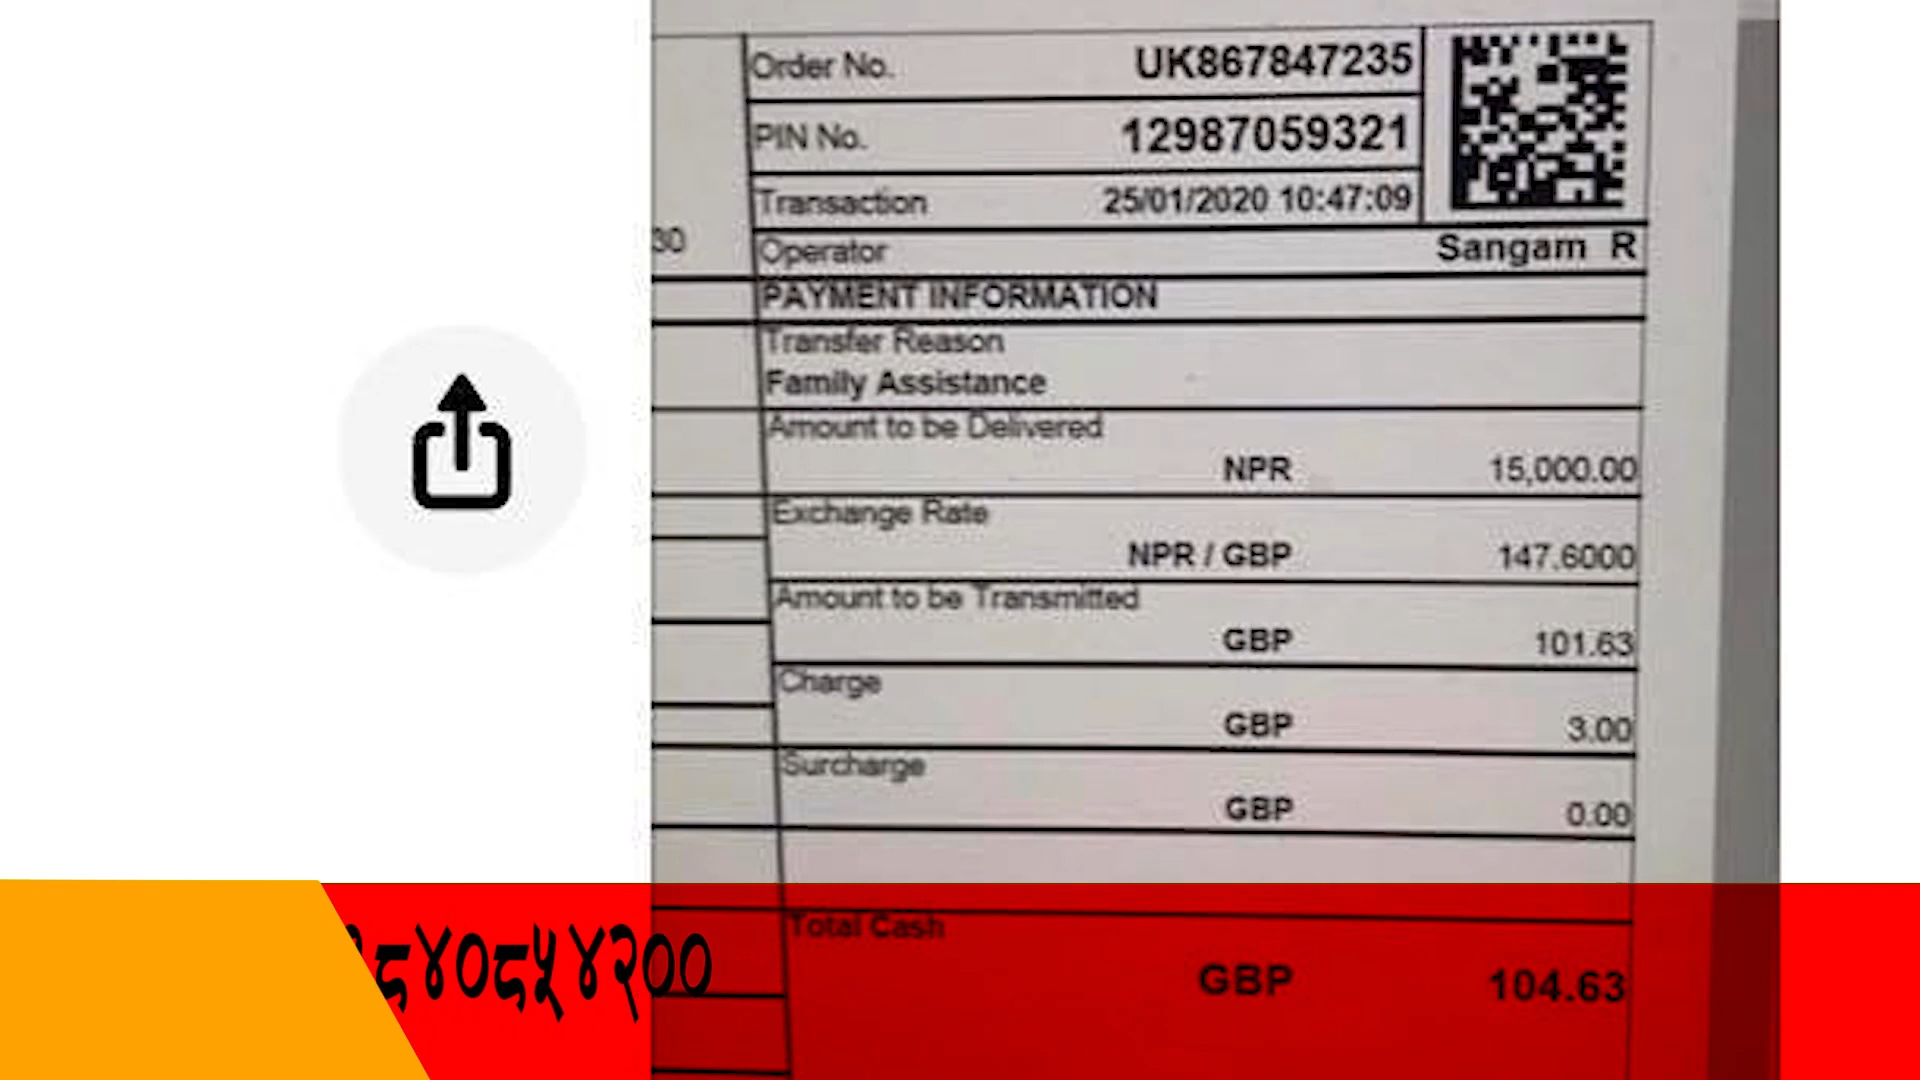 Order No. UK867847235
PIN No. 12987059321
Transaction 25/01/2020 10:47:09
30
Operator Sangam R
PAYMENT INFORMATION
Transfer Reason
Family Assistance
Amount to be Delivered
NPR 15,000.00
Exchange Rate
NPR / GBP 147.6000
Amount to be Transmitted
GBP 101.63
Charge
GBP 3.00
Surcharge
GBP 0.00
Total Cash
GBP 104.63
८४०८५४२००